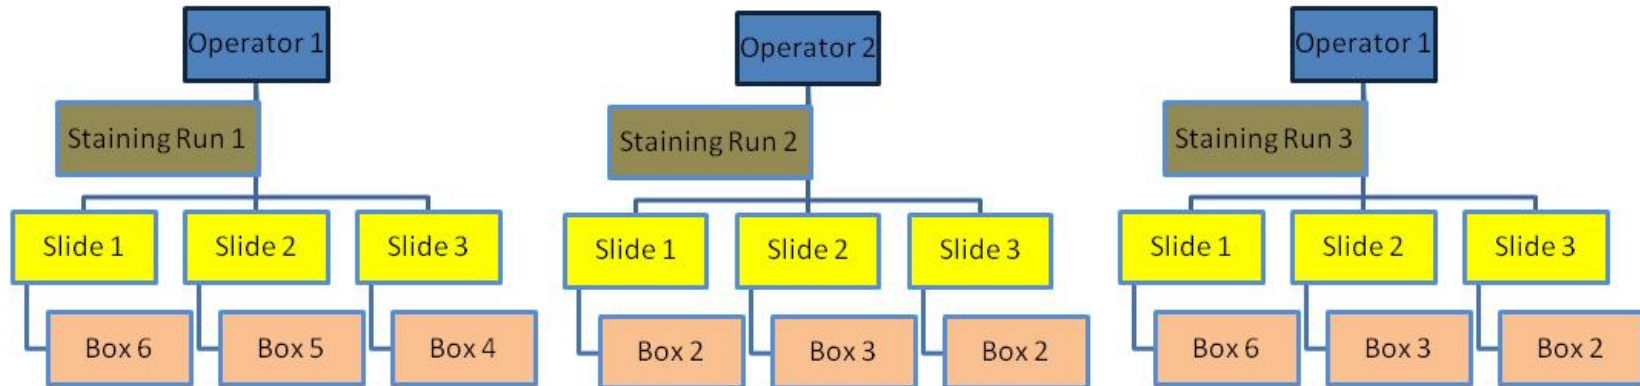 Operator 1
Staining Run 1
Slide 1
Slide 2
Slide 3
Box 6
Box 5
Box 4
Operator 2
Staining Run 2
Slide 1
Slide 2
Slide 3
Box 2
Box 3
Box 2
Operator 1
Staining Run 3
Slide 1
Slide 2
Slide 3
Box 6
Box 3
Box 2